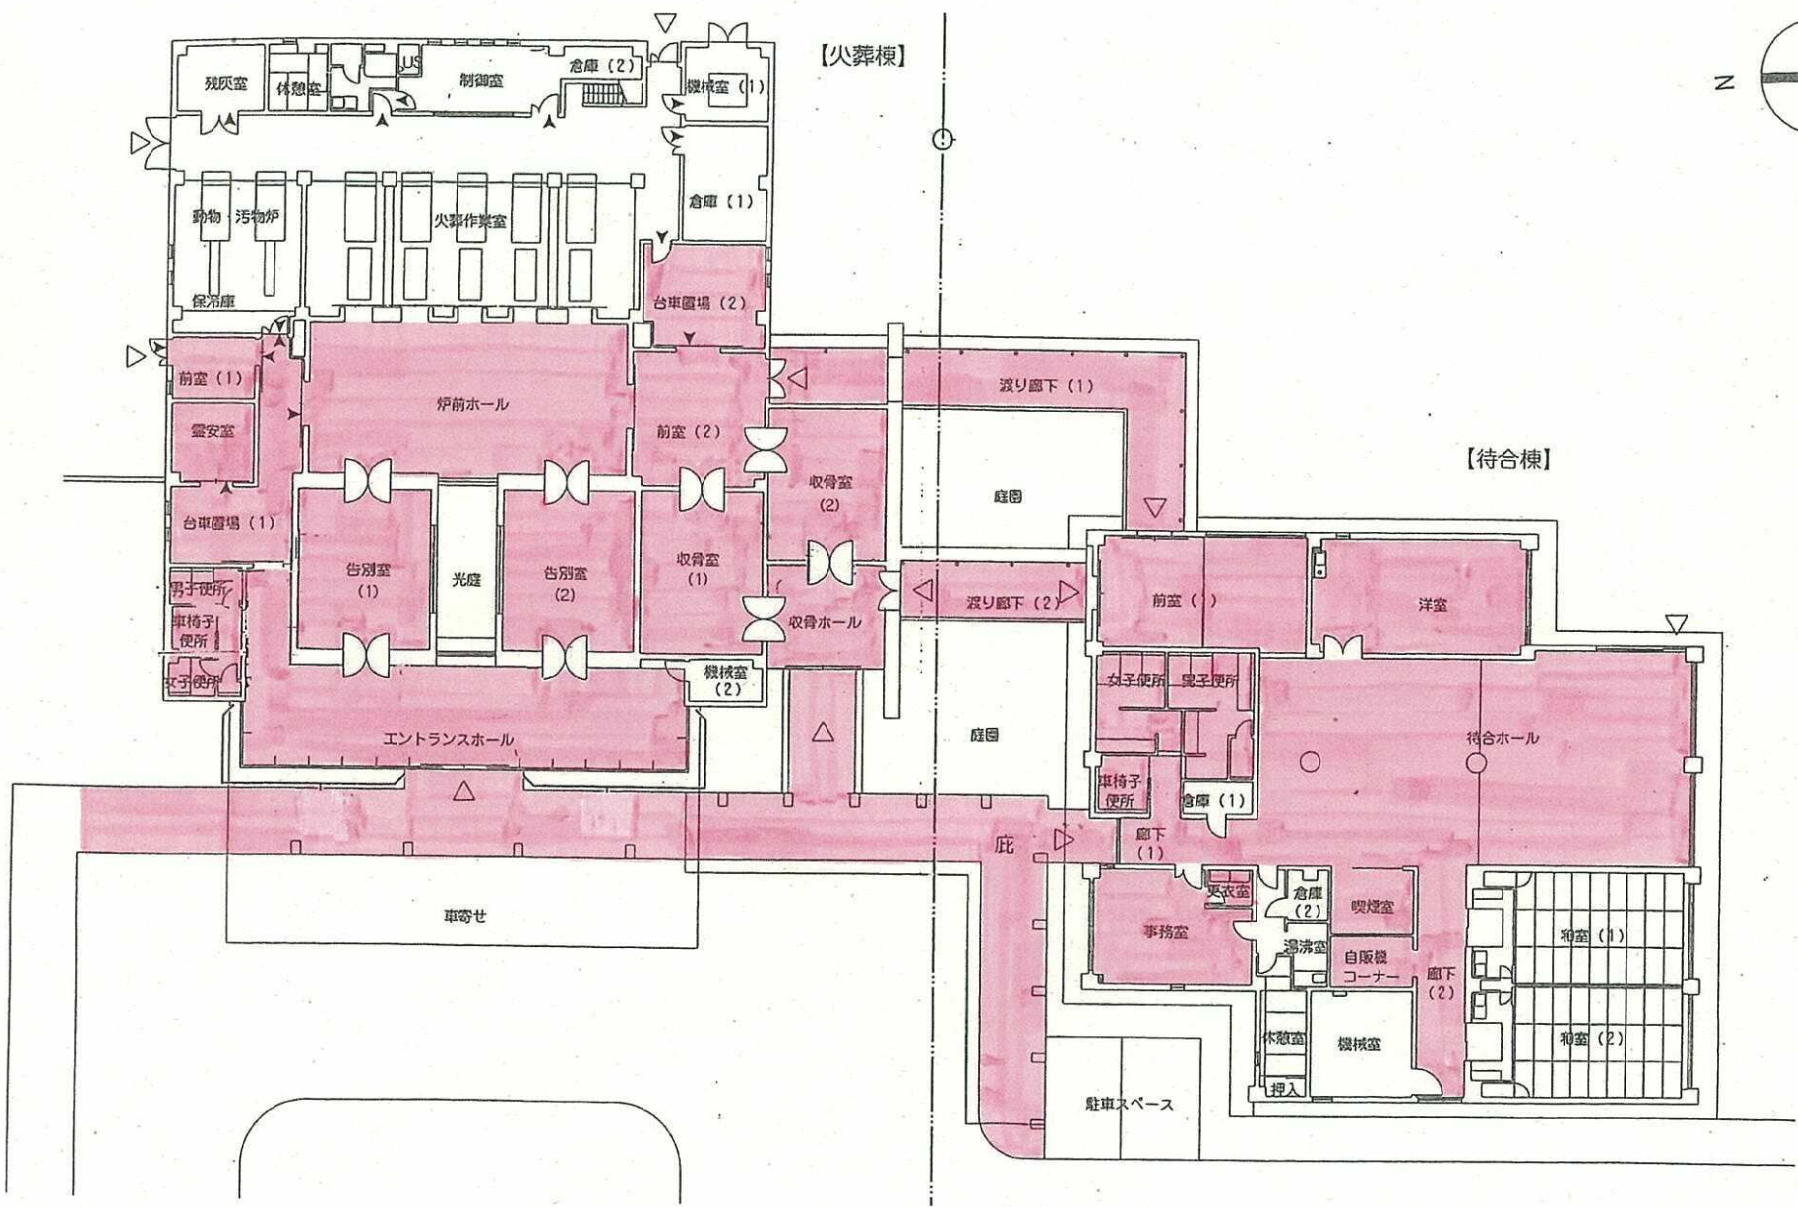 【火葬棟】
残灰室
休憩室
US
制御室
倉庫（2）
機械室（1）
Z
動物・汚物炉
火葬作業室
倉庫（1）
保冷庫
台車置場（2）
前室（1）
炉前ホール
前室（2）
渡り廊下（1）
霊安室
収骨室
（2）
庭園
【待合棟】
台車置場（1）
告別室
（1）
光庭
告別室
（2）
収骨室
（1）
男子便所
車椅子
便所
女子便所
収骨ホール
渡り廊下（2）
前室（ ）
洋室
機械室
（2）
女子便所
男子便所
エントランスホール
庭園
待合ホール
車椅子
便所
倉庫（1）
庇
廊下
（1）
車寄せ
事務室
更衣室
倉庫
（2）
喫煙室
湯沸室
自販機
コーナー
廊下
（2）
和室（1）
休憩室
機械室
和室（2）
押入
駐車スペース